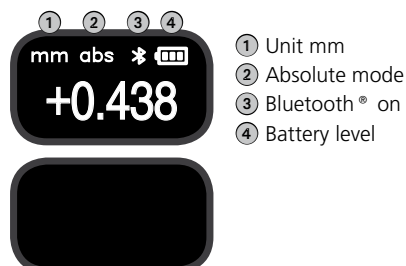 1 2 3 4
mm abs
+0.438
1 Unit mm
2 Absolute mode
3 Bluetooth ® on
4 Battery level